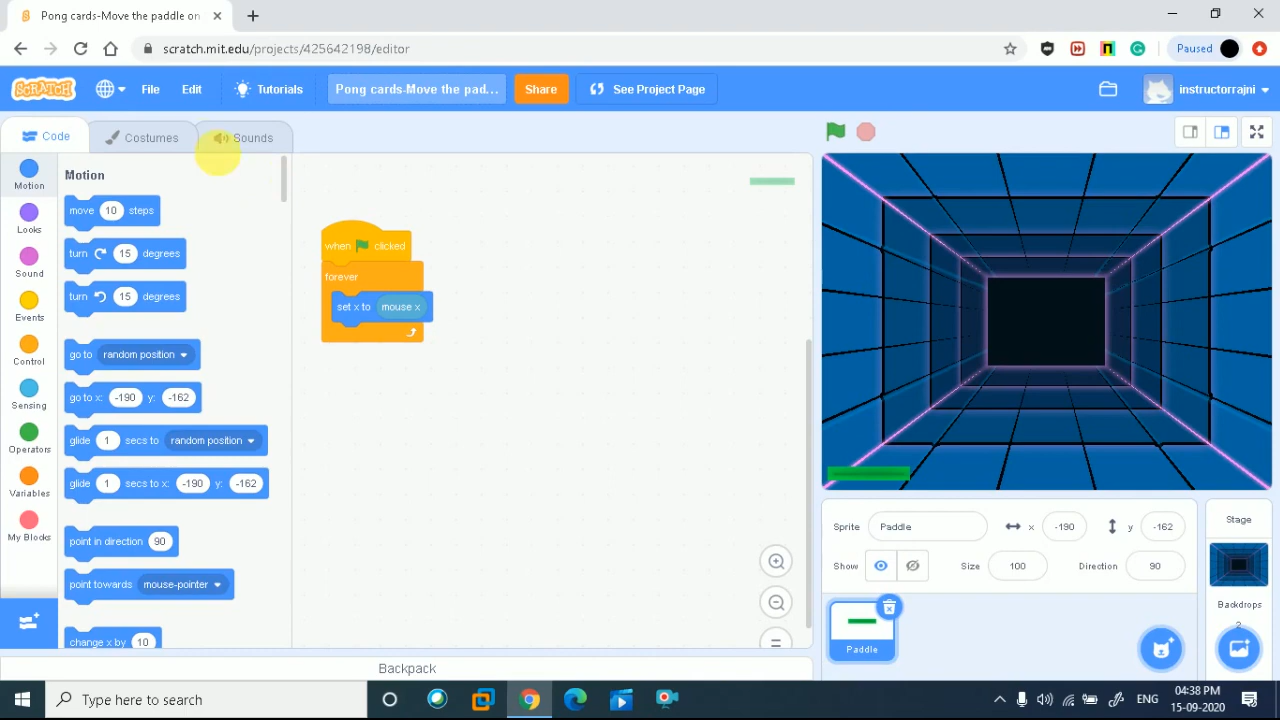 Pong cards-Move the paddle on
scratch.mit.edu/projects/425642198/editor
Paused
SCRATCH
File
Edit
Tutorials
Pong cards-Move the pad...
Share
See Project Page
instructorrajni
Code
Costumes
Sounds
Motion
Looks
Sound
Events
Control
Sensing
Operators
Variables
My Blocks
Motion
move 10 steps
turn 15 degrees
turn 15 degrees
go to random position
go to x: -190 y: -162
glide 1 secs to random position
glide 1 secs to x: -190 y: -162
point in direction 90
point towards mouse-pointer
change x by 10
when clicked
forever
set x to mouse x
Backpack
Sprite Paddle x -190 y -162
Show Size 100 Direction 90
Paddle
Stage
Backdrops
2
Type here to search
ENG
04:38 PM
15-09-2020